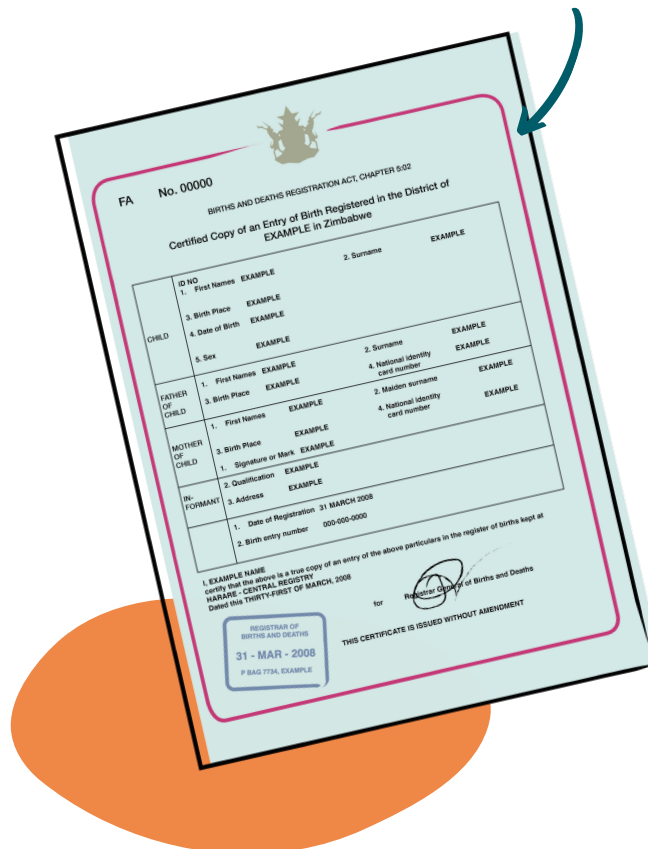 FA No. 00000
BIRTHS AND DEATHS REGISTRATION ACT, CHAPTER 5:02
Certified Copy of an Entry of Birth Registered in the District of
EXAMPLE in Zimbabwe
CHILD
ID NO
1. First Names EXAMPLE 2. Surname EXAMPLE
3. Birth Place EXAMPLE
4. Date of Birth EXAMPLE
5. Sex EXAMPLE
FATHER
OF
CHILD
1. First Names EXAMPLE 2. Surname EXAMPLE
3. Birth Place EXAMPLE 4. National identity EXAMPLE
card number
MOTHER
OF
CHILD
1. First Names EXAMPLE 2. Maiden surname EXAMPLE
3. Birth Place EXAMPLE 4. National identity EXAMPLE
card number
IN-
FORMANT
1. Signature or Mark EXAMPLE
2. Qualification EXAMPLE
3. Address EXAMPLE
1. Date of Registration 31 MARCH 2008
2. Birth entry number 000-000-0000
I, EXAMPLE NAME
certify that the above is a true copy of an entry of the above particulars in the register of births kept at
HARARE - CENTRAL REGISTRY
Dated this THIRTY-FIRST OF MARCH, 2008
for Registrar General of Births and Deaths
REGISTRAR OF
BIRTHS AND DEATHS
31 - MAR - 2008
P BAG 7734, EXAMPLE
THIS CERTIFICATE IS ISSUED WITHOUT AMENDMENT